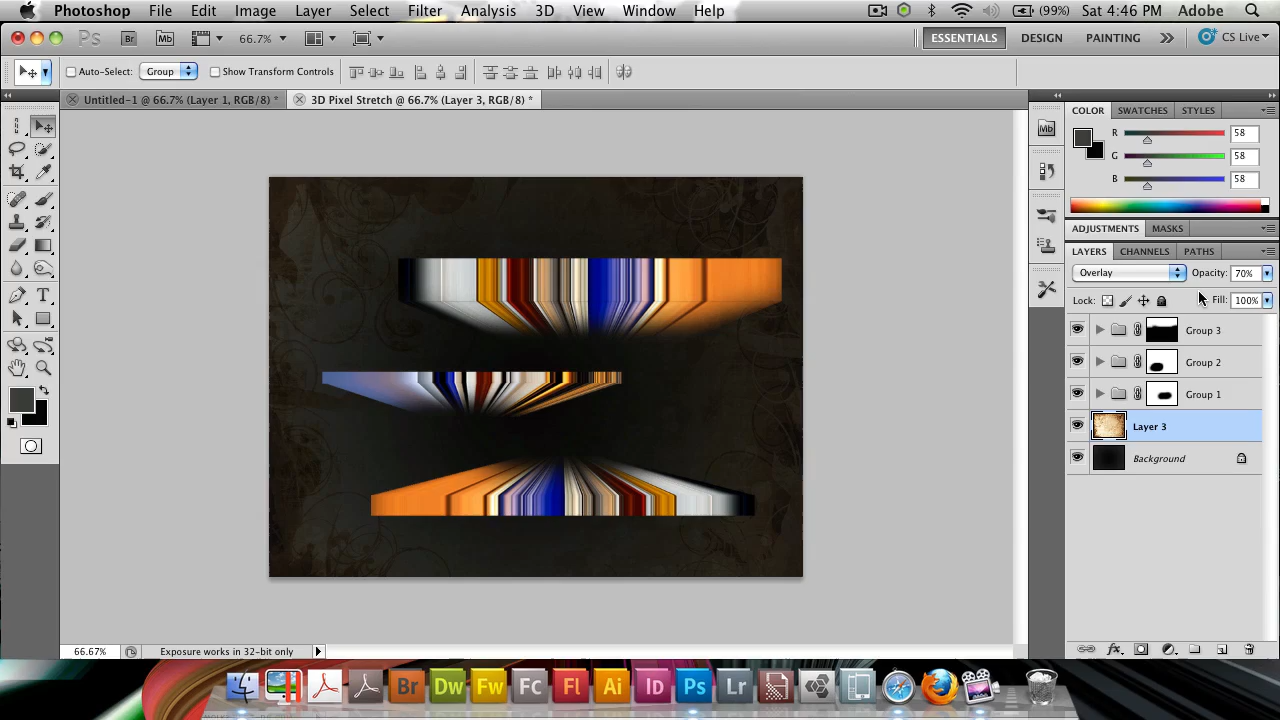 Photoshop File Edit Image Layer Select Filter Analysis 3D View Window Help (99%) Sat 4:46 PM Adobe
Ps Br Mb 66.7% ESSENTIALS DESIGN PAINTING CS Live
Auto-Select: Group Show Transform Controls
Untitled-1 @ 66.7% (Layer 1, RGB/8) * 3D Pixel Stretch @ 66.7% (Layer 3, RGB/8) *
COLOR SWATCHES STYLES
Mb
R 58
G 58
B 58
ADJUSTMENTS MASKS
LAYERS CHANNELS PATHS
Overlay Opacity: 70%
Lock: Fill: 100%
Group 3
Group 2
Group 1
Layer 3
Background
T
66.67% Exposure works in 32-bit only
fx
Br Dw Fw Fc Fl Ai Id Ps Lr